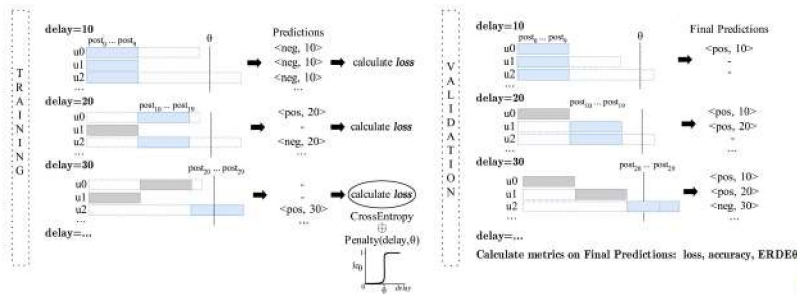 TRAINING
delay=10
θ
Predictions
post0 ... post9
u0
u1
u2
...
<neg, 10>
<neg, 10>
<neg, 10>
...
calculate loss
delay=20
post10 ... post19
u0
u1
u2
...
<pos, 20>
-
<neg, 20>
...
calculate loss
delay=30
post20 ... post29
u0
u1
u2
...
-
-
<pos, 30>
...
calculate loss
CrossEntropy
⊕
Penalty(delay,θ)
delay=...
θ
delay
VALIDATION
delay=10
θ
Final Predictions
u0
u1
u2
...
<pos, 10>
-
-
...
delay=20
post10 ... post19
u0
u1
u2
...
<pos, 10>
<pos, 20>
-
...
delay=30
post20 ... post29
u0
u1
u2
...
<pos, 10>
<pos, 20>
<neg, 30>
...
delay=...
Calculate metrics on Final Predictions: loss, accuracy, ERDEθ